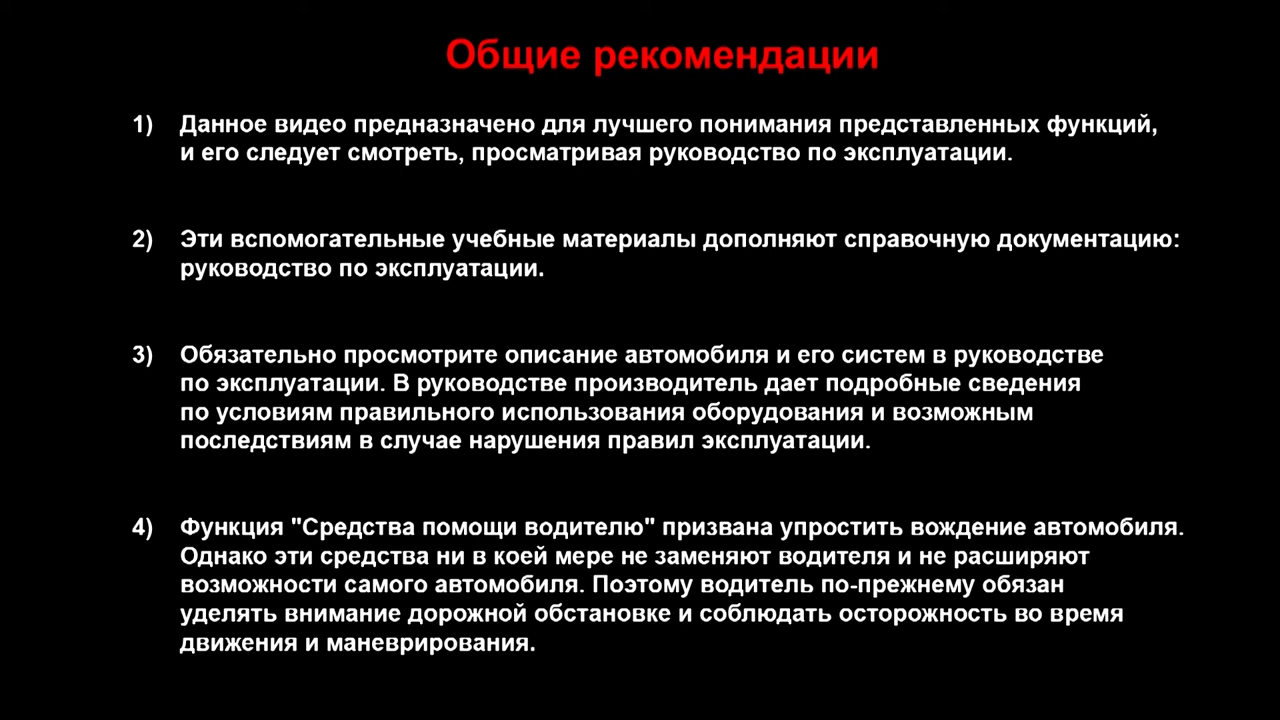 Общие рекомендации
1) Данное видео предназначено для лучшего понимания представленных функций,
и его следует смотреть, просматривая руководство по эксплуатации.
2) Эти вспомогательные учебные материалы дополняют справочную документацию:
руководство по эксплуатации.
3) Обязательно просмотрите описание автомобиля и его систем в руководстве
по эксплуатации. В руководстве производитель дает подробные сведения
по условиям правильного использования оборудования и возможным
последствиям в случае нарушения правил эксплуатации.
4) Функция "Средства помощи водителю" призвана упростить вождение автомобиля.
Однако эти средства ни в коей мере не заменяют водителя и не расширяют
возможности самого автомобиля. Поэтому водитель по-прежнему обязан
уделять внимание дорожной обстановке и соблюдать осторожность во время
движения и маневрирования.